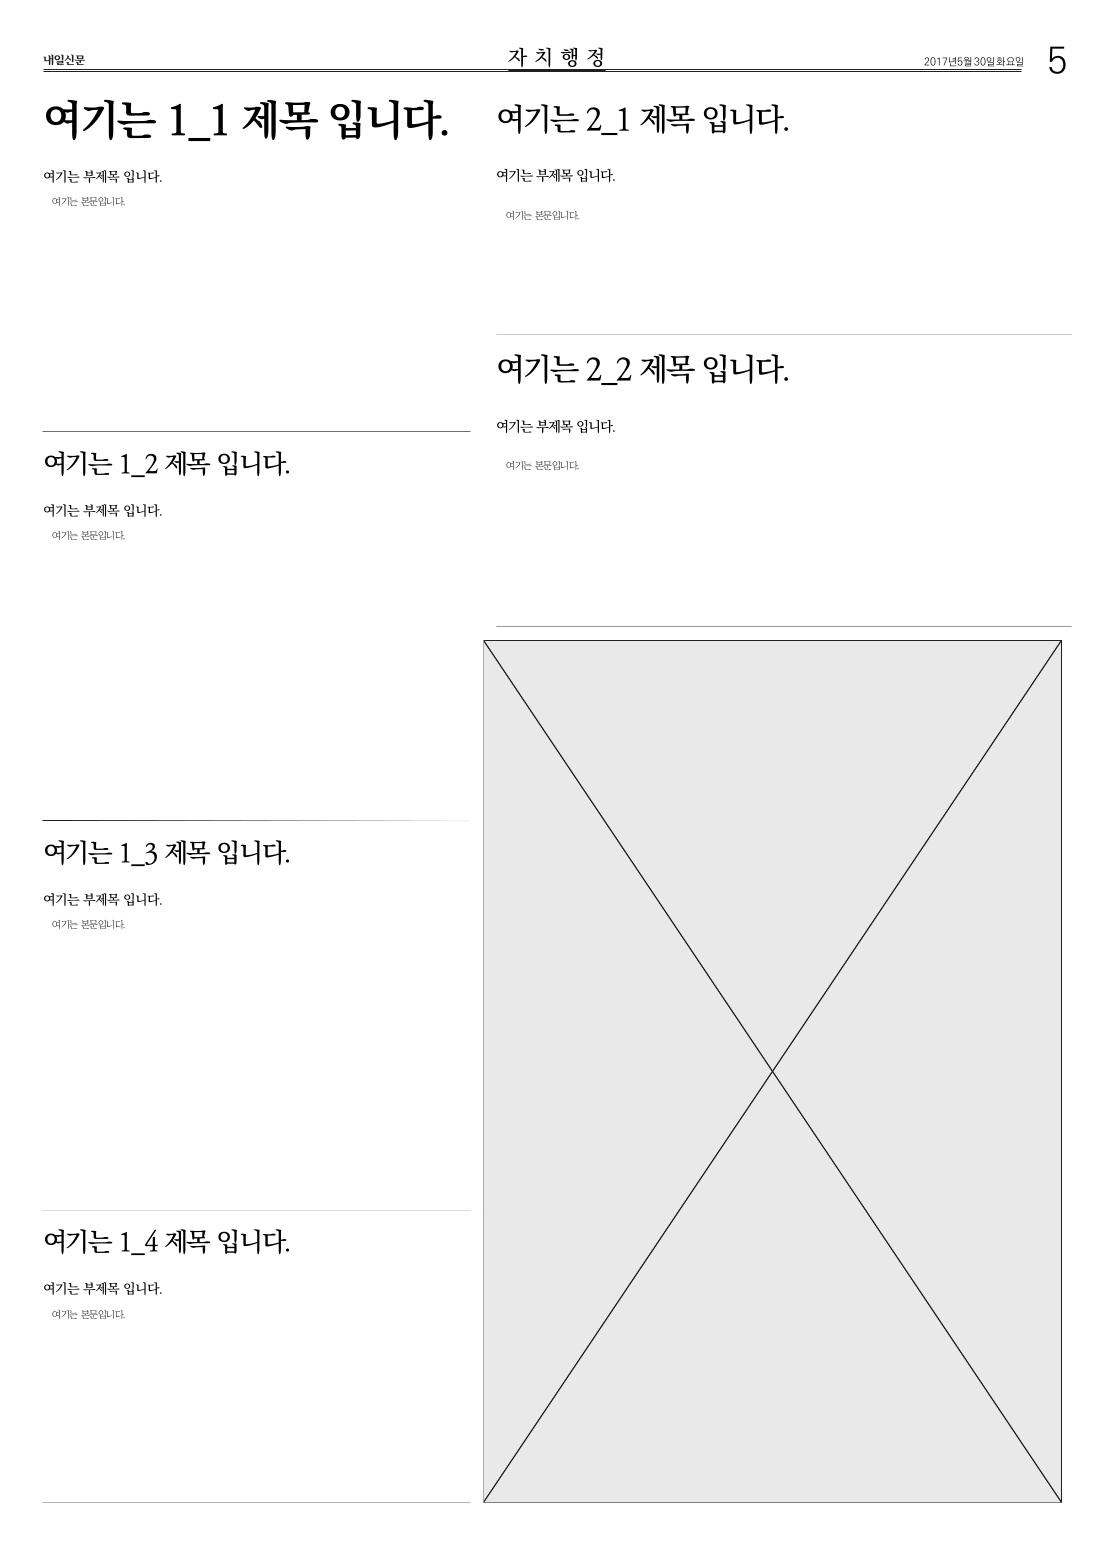 내일신문
자치행정
2017년5월30일화요일
5
여기는 1_1 제목 입니다.
여기는 부제목 입니다.
여기는 본문입니다.
여기는 1_2 제목 입니다.
여기는 부제목 입니다.
여기는 본문입니다.
여기는 1_3 제목 입니다.
여기는 부제목 입니다.
여기는 본문입니다.
여기는 1_4 제목 입니다.
여기는 부제목 입니다.
여기는 본문입니다.
여기는 2_1 제목 입니다.
여기는 부제목 입니다.
여기는 본문입니다.
여기는 2_2 제목 입니다.
여기는 부제목 입니다.
여기는 본문입니다.